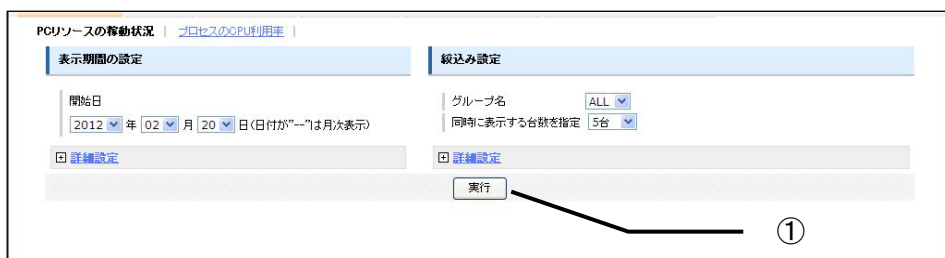 PCリソースの稼動状況 | プロセスのCPU利用率 |
表示期間の設定
開始日
2012 年 02 月 20 日(日付が"--"は月次表示)
詳細設定
絞込み設定
グループ名 ALL
同時に表示する台数を指定 5台
詳細設定
実行
①